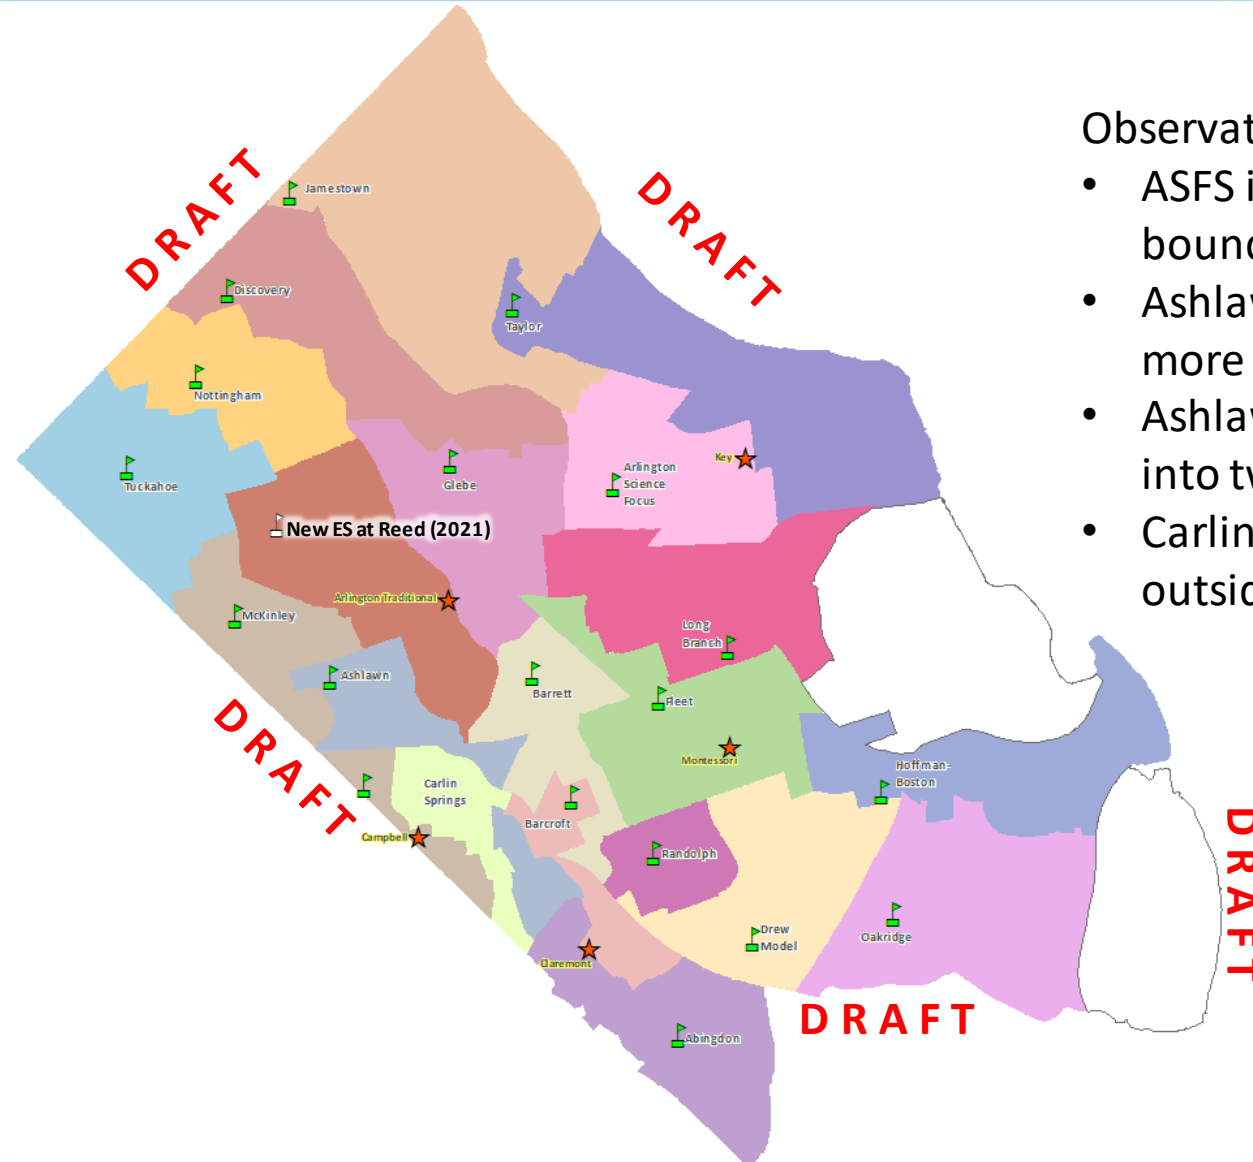 Jamestown
DRAFT
DRAFT
Discovery
Taylor
Nottingham
Key
Tuckahoe
Glebe
Arlington
Science
Focus
New ES at Reed (2021)
Arlington Traditional
McKinley
Long
Branch
Ashlawn
Barrett
Fleet
DRAFT
Montessori
Hoffman-
Boston
Carlin
Springs
Barcroft
Campbell
Randolph
Drew
Model
Oakridge
Claremont
DRAFT
Abingdon
DRAFT
Observat
• ASFS i
bound
• Ashlaw
more
• Ashlaw
into tw
• Carlin
outsid